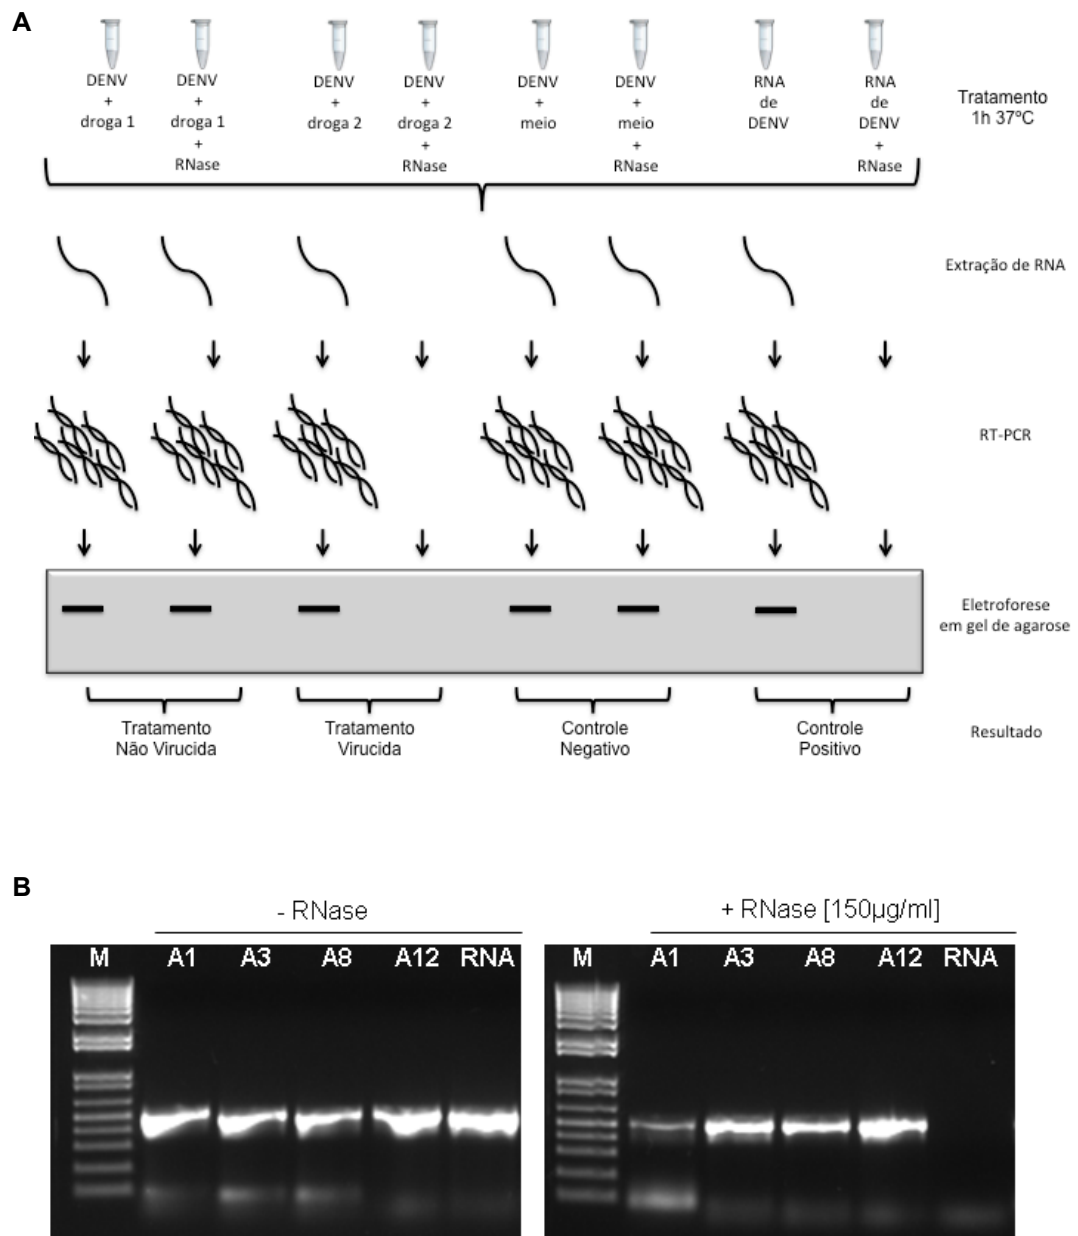 A
DENV
+
droga 1
DENV
+
droga 1
+
RNase
DENV
+
droga 2
DENV
+
droga 2
+
RNase
DENV
+
meio
DENV
+
meio
+
RNase
RNA
de
DENV
RNA
de
DENV
+
RNase
Tratamento
1h 37ºC
Extração de RNA
RT-PCR
Eletroforese
em gel de agarose
Tratamento
Não Virucida
Tratamento
Virucida
Controle
Negativo
Controle
Positivo
Resultado
B
- RNase
+ RNase [150µg/ml]
M A1 A3 A8 A12 RNA
M A1 A3 A8 A12 RNA